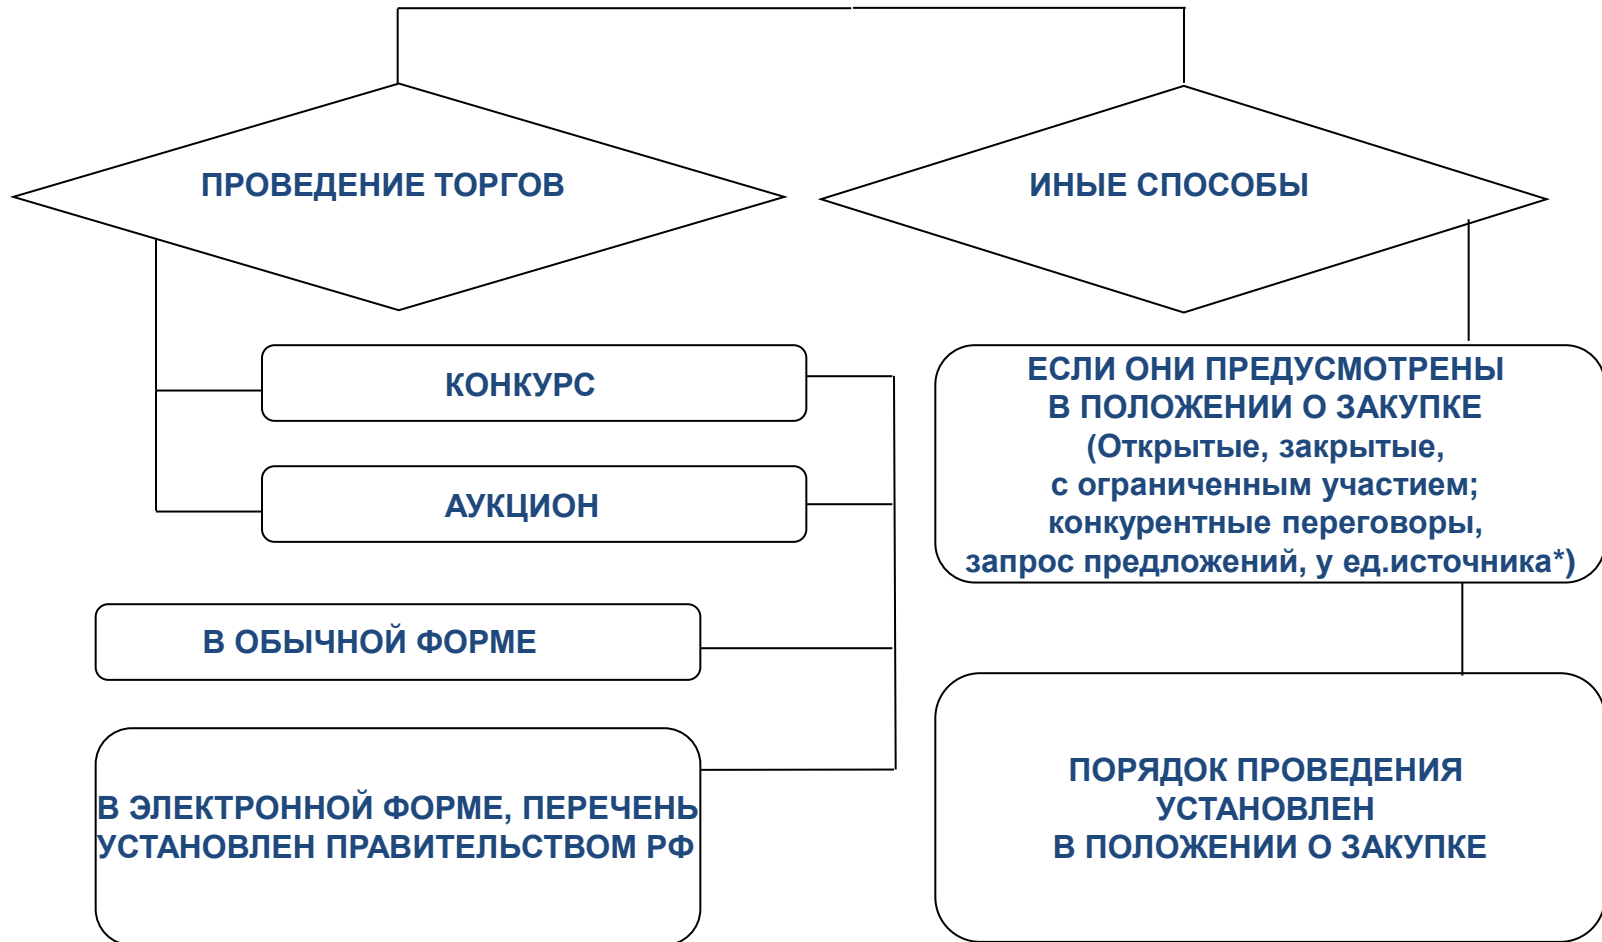 ПРОВЕДЕНИЕ ТОРГОВ
ИНЫЕ СПОСОБЫ
КОНКУРС
АУКЦИОН
В ОБЫЧНОЙ ФОРМЕ
В ЭЛЕКТРОННОЙ ФОРМЕ, ПЕРЕЧЕНЬ
УСТАНОВЛЕН ПРАВИТЕЛЬСТВОМ РФ
ЕСЛИ ОНИ ПРЕДУСМОТРЕНЫ
В ПОЛОЖЕНИИ О ЗАКУПКЕ
(Открытые, закрытые,
с ограниченным участием;
конкурентные переговоры,
запрос предложений, у ед.источника*)
ПОРЯДОК ПРОВЕДЕНИЯ
УСТАНОВЛЕН
В ПОЛОЖЕНИИ О ЗАКУПКЕ